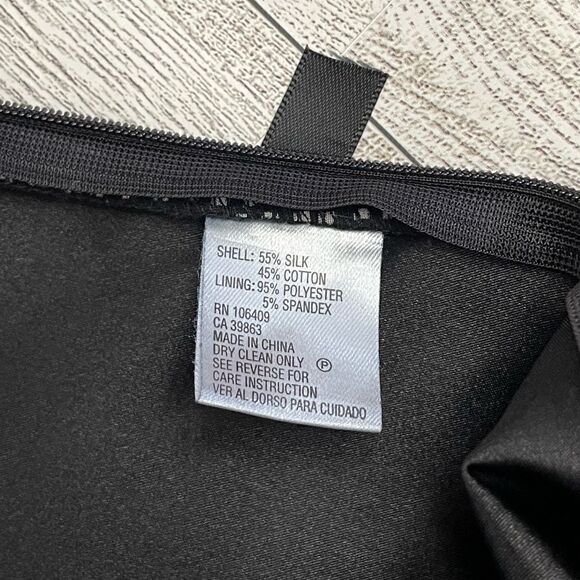 SHELL: 55% SILK
45% COTTON
LINING: 95% POLYESTER
5% SPANDEX
RN 106409
CA 39863
MADE IN CHINA
DRY CLEAN ONLY Ⓟ
SEE REVERSE FOR
CARE INSTRUCTION
VER AL DORSO PARA CUIDADO